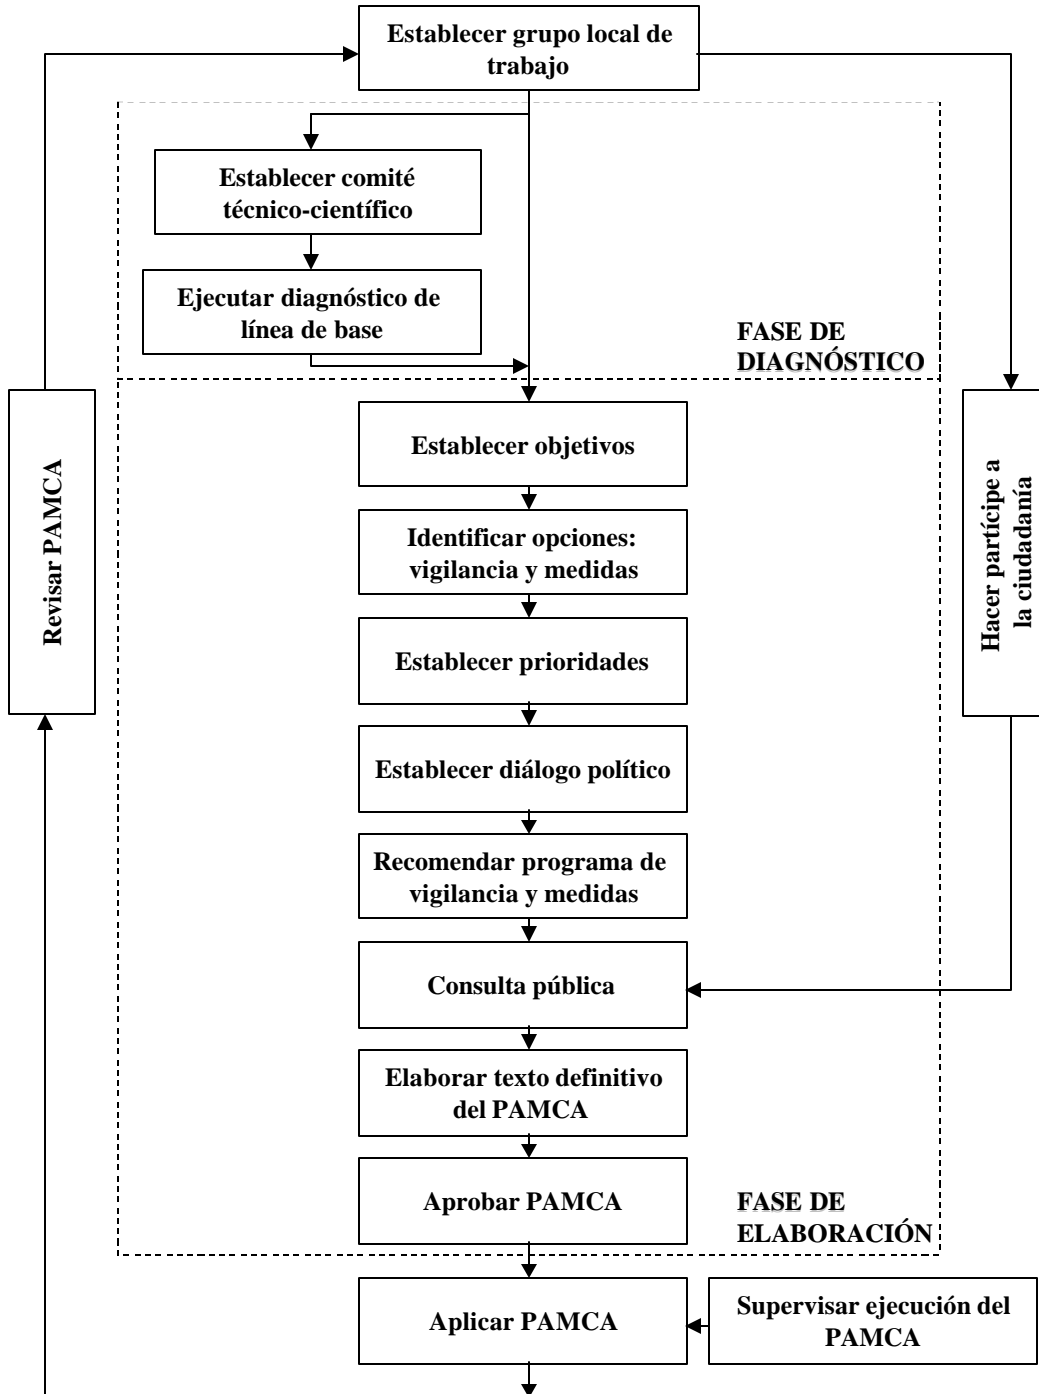 Establecer grupo local de
trabajo
Establecer comité
técnico-científico
Ejecutar diagnóstico de
línea de base
FASE DE
DIAGNÓSTICO
Establecer objetivos
Identificar opciones:
vigilancia y medidas
Establecer prioridades
Establecer diálogo político
Recomendar programa de
vigilancia y medidas
Consulta pública
Elaborar texto definitivo
del PAMCA
Aprobar PAMCA
FASE DE
ELABORACIÓN
Aplicar PAMCA
Supervisar ejecución del
PAMCA
Revisar PAMCA
Hacer partícipe a
la ciudadanía